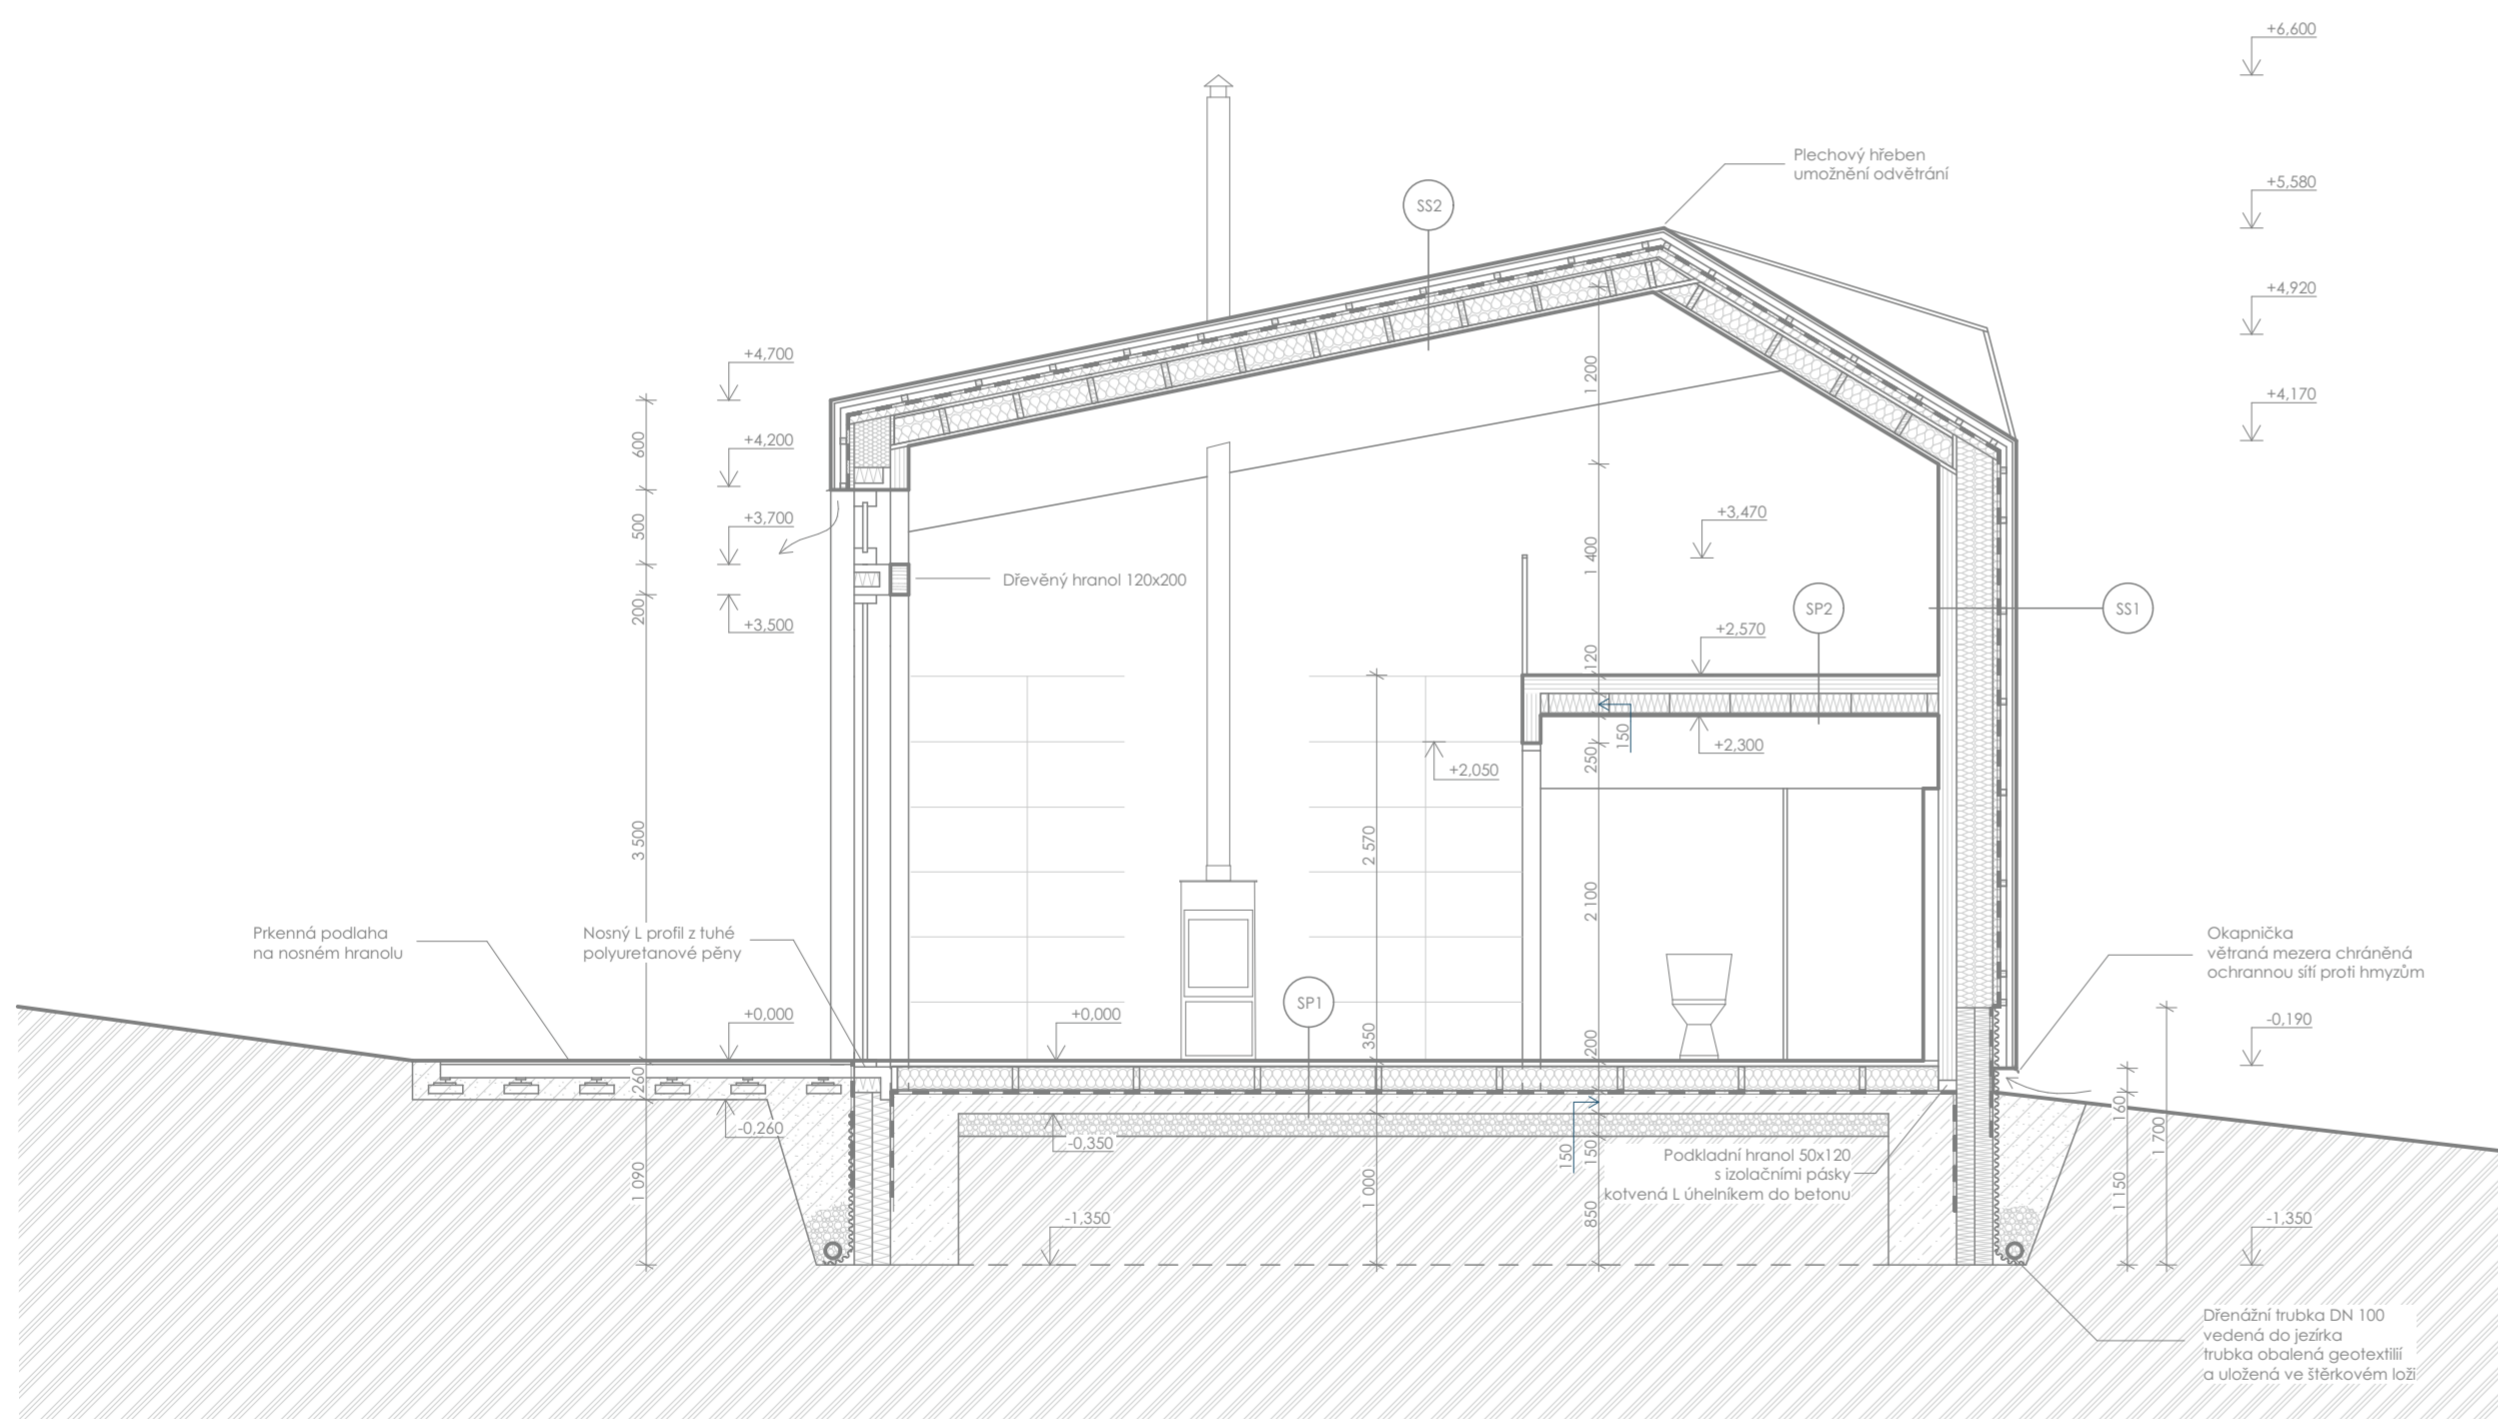 +6,600
Plechový hřeben
umožnění odvětrání
+5,580
SS2
+4,920
+4,700
+4,170
1 200
+4,200
600
+3,470
+3,700
500
1 400
Dřevěný hranol 120x200
SP2
SS1
200
+3,500
+2,570
120
150
+2,300
250
+2,050
3 500
2 570
2 100
Prkenná podlaha
na nosném hranolu
Nosný L profil z tuhé
polyuretanové pěny
Okapnička
větraná mezera chráněná
ochrannou sítí proti hmyzům
SP1
+0,000
+0,000
-0,190
350
200
260
160
-0,260
-0,350
150
150
1 700
Podkladní hranol 50x120
s izolačními pásky
kotvená L úhelníkem do betonu
1 090
1 000
1 150
850
-1,350
-1,350
Dřenážní trubka DN 100
vedená do jezírka
trubka obalená geotextilií
a uložená ve štěrkovém loži